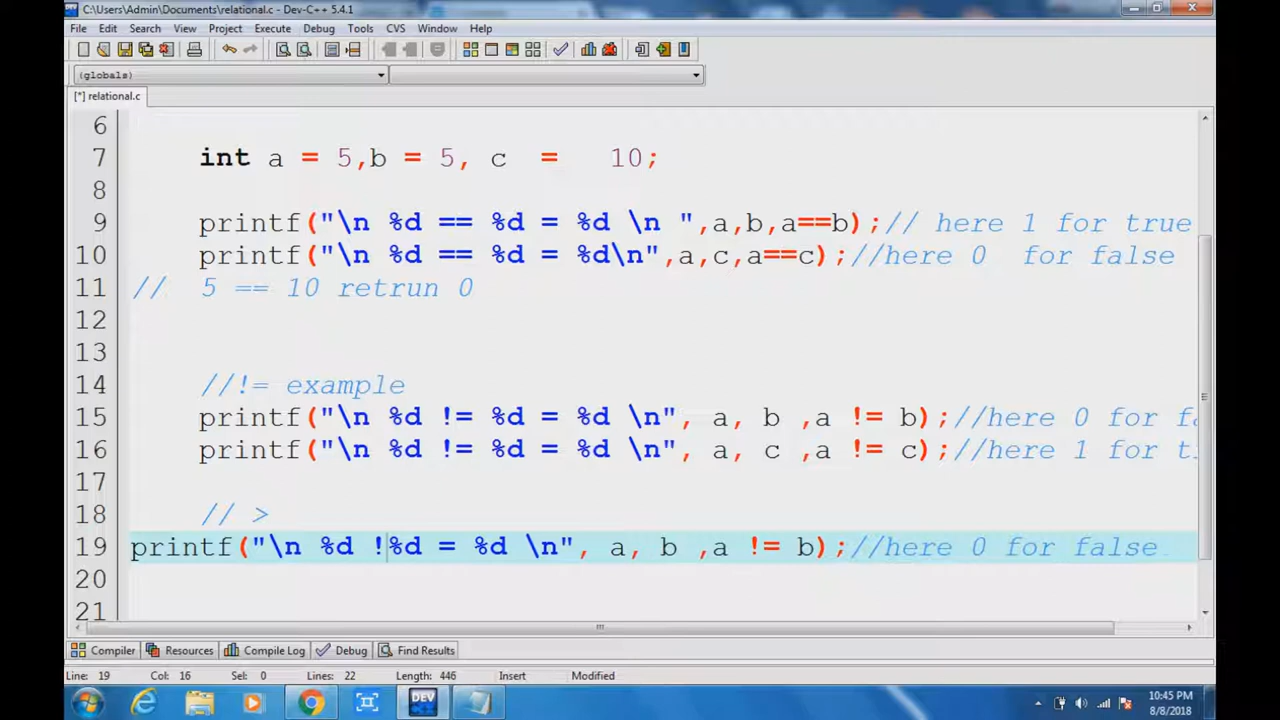 C:\Users\Admin\Documents\relational.c - Dev-C++ 5.4.1
File Edit Search View Project Execute Debug Tools CVS Window Help
(globals)
[*] relational.c
6
7 int a = 5,b = 5, c = 10;
8
9 printf("\n %d == %d = %d \n ",a,b,a==b);// here 1 for true
10 printf("\n %d == %d = %d\n",a,c,a==c);//here 0 for false
11 // 5 == 10 retrun 0
12
13
14 //!= example
15 printf("\n %d != %d = %d \n", a, b ,a != b);//here 0 for fa
16 printf("\n %d != %d = %d \n", a, c ,a != c);//here 1 for t
17
18 // >
19 printf("\n %d !%d = %d \n", a, b ,a != b);//here 0 for false
20
21
Compiler Resources Compile Log Debug Find Results
Line: 19 Col: 16 Sel: 0 Lines: 22 Length: 446 Insert Modified
DEV
10:45 PM
8/8/2018